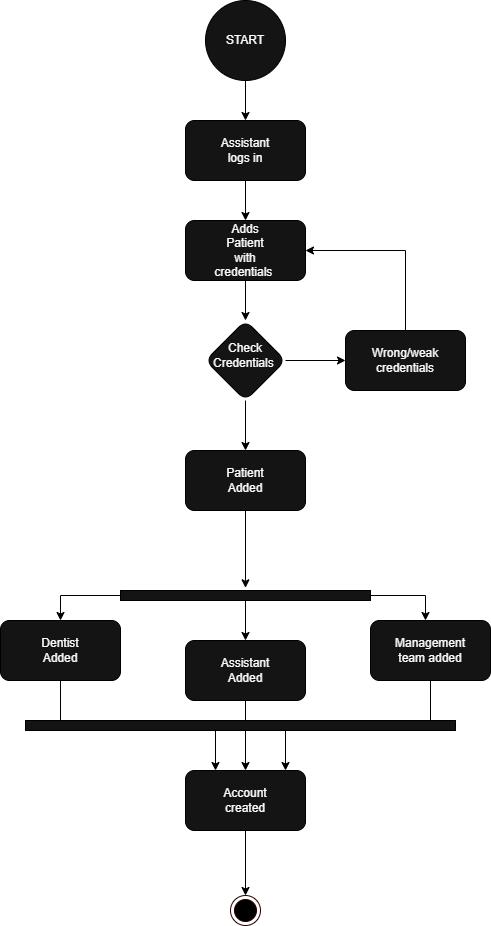 START
Assistant
logs in
Adds
Patient
with
credentials
Check
Credentials
Wrong/weak
credentials
Patient
Added
Dentist
Added
Assistant
Added
Management
team added
Account
created